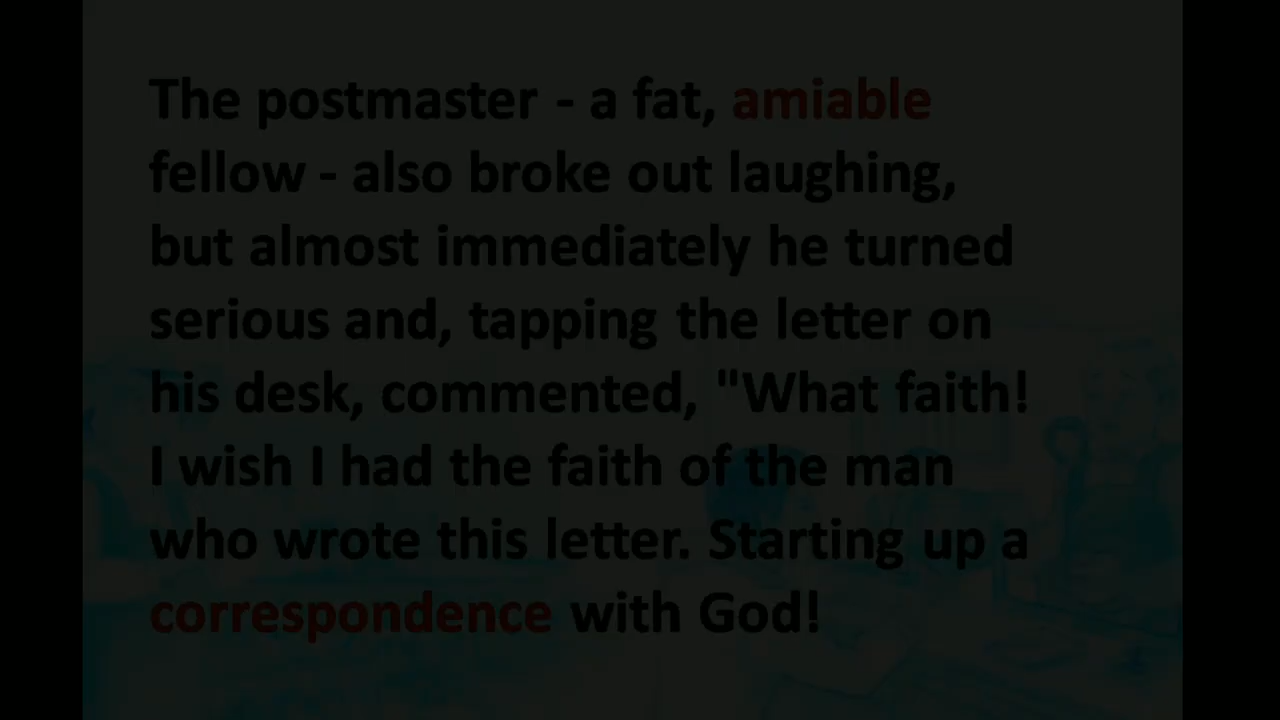 The postmaster - a fat, amiable
fellow - also broke out laughing,
but almost immediately he turned
serious and, tapping the letter on
his desk, commented, "What faith!
I wish I had the faith of the man
who wrote this letter. Starting up a
correspondence with God!